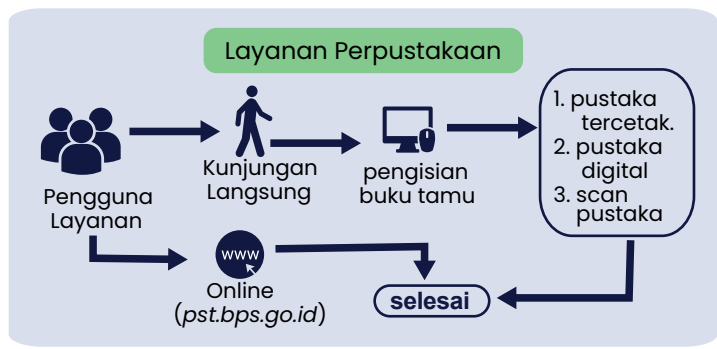 Layanan Perpustakaan
Pengguna
Layanan
Kunjungan
Langsung
pengisian
buku tamu
1. pustaka
tercetak.
2. pustaka
digital
3. scan
pustaka
www
Online
(pst.bps.go.id)
selesai